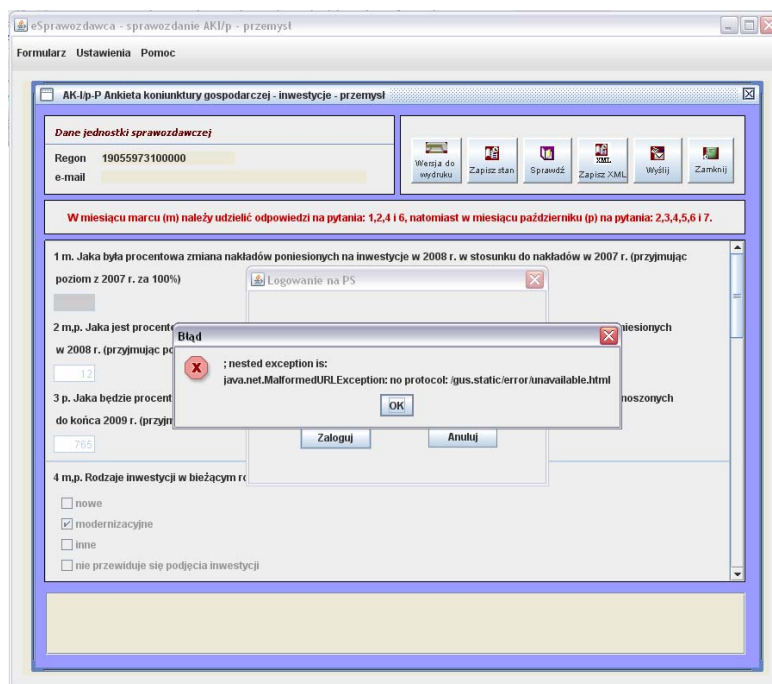 eSprawozdawca - sprawozdanie AKI/p - przemysł
Formularz Ustawienia Pomoc
AK-I/p-P Ankieta koniunktury gospodarczej - inwestycje - przemysł
Dane jednostki sprawozdawczej
Regon 19055973100000
e-mail
Wersja do wydruku
Zapisz stan
Sprawdź
XML
Zapisz XML
Wyślij
Zamknij
W miesiącu marcu (m) należy udzielić odpowiedzi na pytania: 1,2,4 i 6, natomiast w miesiącu październiku (p) na pytania: 2,3,4,5,6 i 7.
1 m. Jaka była procentowa zmiana nakładów poniesionych na inwestycje w 2008 r. w stosunku do nakładów w 2007 r. (przyjmując
poziom z 2007 r. za 100%)
Logowanie na PS
2 m,p. Jaka jest procent
w 2008 r. (przyjmując po
12
Błąd
; nested exception is:
java.net.MalformedURLException: no protocol: /gus.static/error/unavailable.html
OK
3 p. Jaka będzie procent
noszonych
do końca 2009 r. (przyjm
765
Zaloguj Anuluj
4 m,p. Rodzaje inwestycji w bieżącym ro
nowe
modernizacyjne
inne
nie przewiduje się podjęcia inwestycji